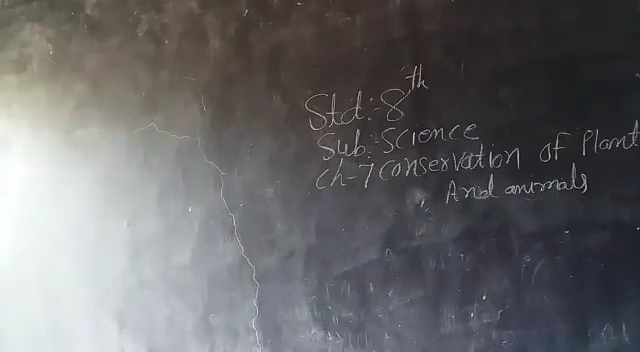 Std:-8th
Sub:-Science
Ch-7 Conservation of Plant
And animals